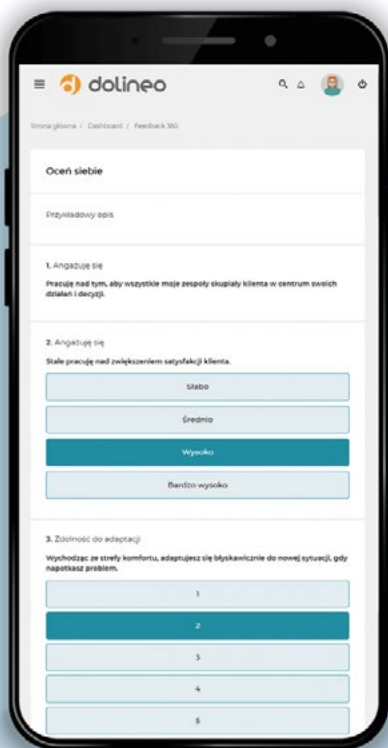 dolineo
Strona główna / Dashboard / Feedback 360
Oceń siebie
Przykładowy opis
1. Angażuję się
Pracuję nad tym, aby wszystkie moje zespoły skupiały klienta w centrum swoich
działań i decyzji.
2. Angażuję się
Stale pracuję nad zwiększeniem satysfakcji klienta.
Słabo
Średnio
Wysoko
Bardzo wysoko
3. Zdolność do adaptacji
Wychodząc ze strefy komfortu, adaptujesz się błyskawicznie do nowej sytuacji, gdy
napotkasz problem.
1
2
3
4
5